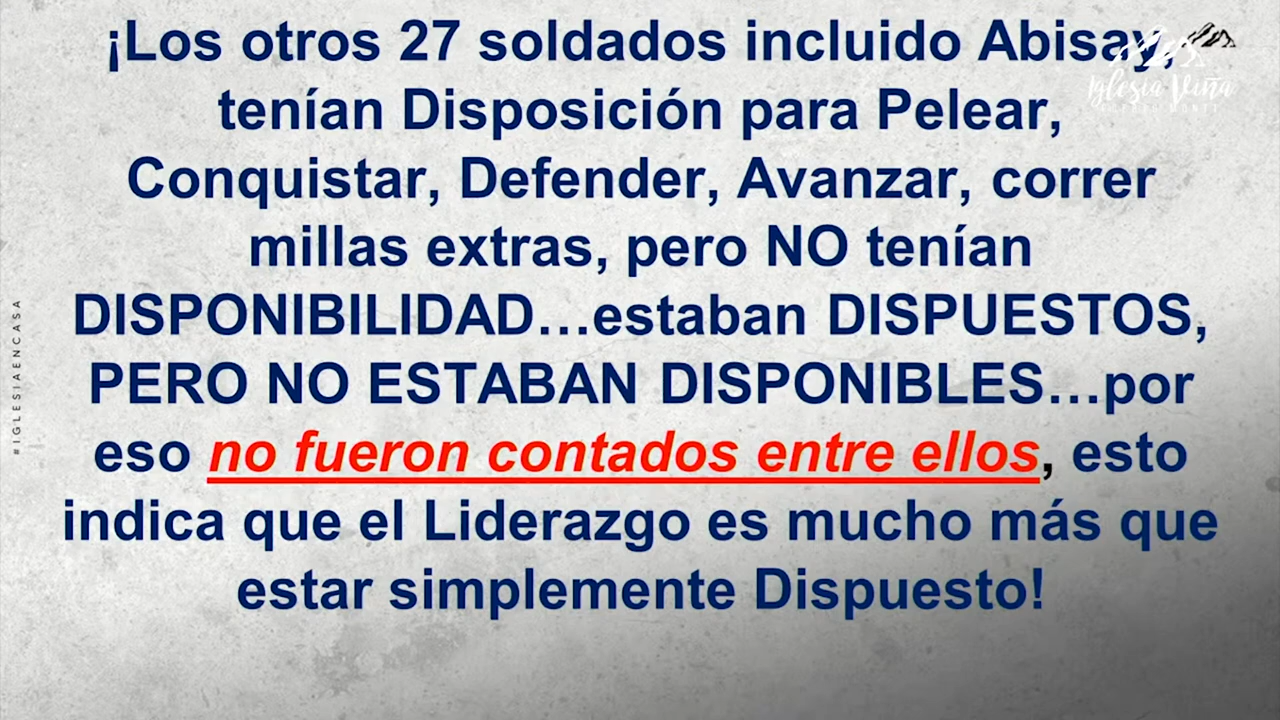 ¡Los otros 27 soldados incluido Abisay,
tenían Disposición para Pelear,
Conquistar, Defender, Avanzar, correr
millas extras, pero NO tenían
DISPONIBILIDAD…estaban DISPUESTOS,
PERO NO ESTABAN DISPONIBLES…por
eso no fueron contados entre ellos, esto
indica que el Liderazgo es mucho más que
estar simplemente Dispuesto!
Iglesia Viña
#IGLESIAENCASA